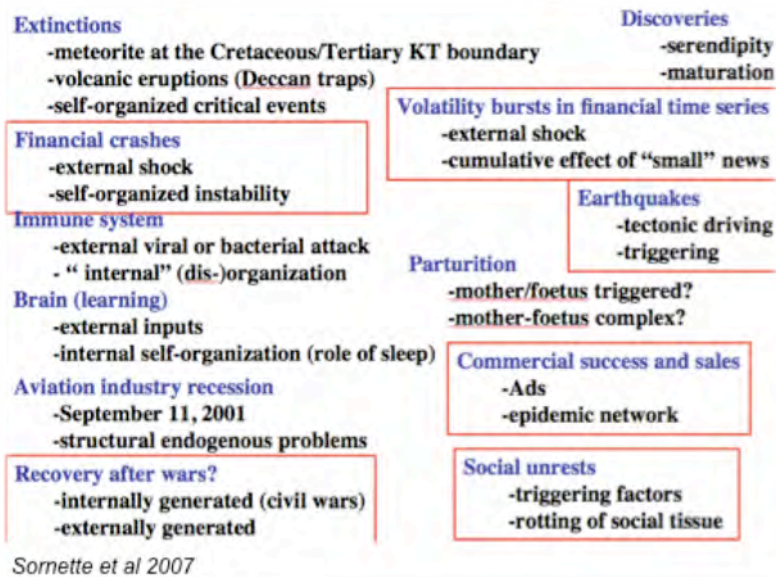 Extinctions
-meteorite at the Cretaceous/Tertiary KT boundary
-volcanic eruptions (Deccan traps)
-self-organized critical events
Financial crashes
-external shock
-self-organized instability
Immune system
-external viral or bacterial attack
- “ internal” (dis-)organization
Brain (learning)
-external inputs
-internal self-organization (role of sleep)
Aviation industry recession
-September 11, 2001
-structural endogenous problems
Recovery after wars?
-internally generated (civil wars)
-externally generated
Discoveries
-serendipity
-maturation
Volatility bursts in financial time series
-external shock
-cumulative effect of “small” news
Earthquakes
-tectonic driving
-triggering
Parturition
-mother/foetus triggered?
-mother-foetus complex?
Commercial success and sales
-Ads
-epidemic network
Social unrests
-triggering factors
-rotting of social tissue
Sornette et al 2007